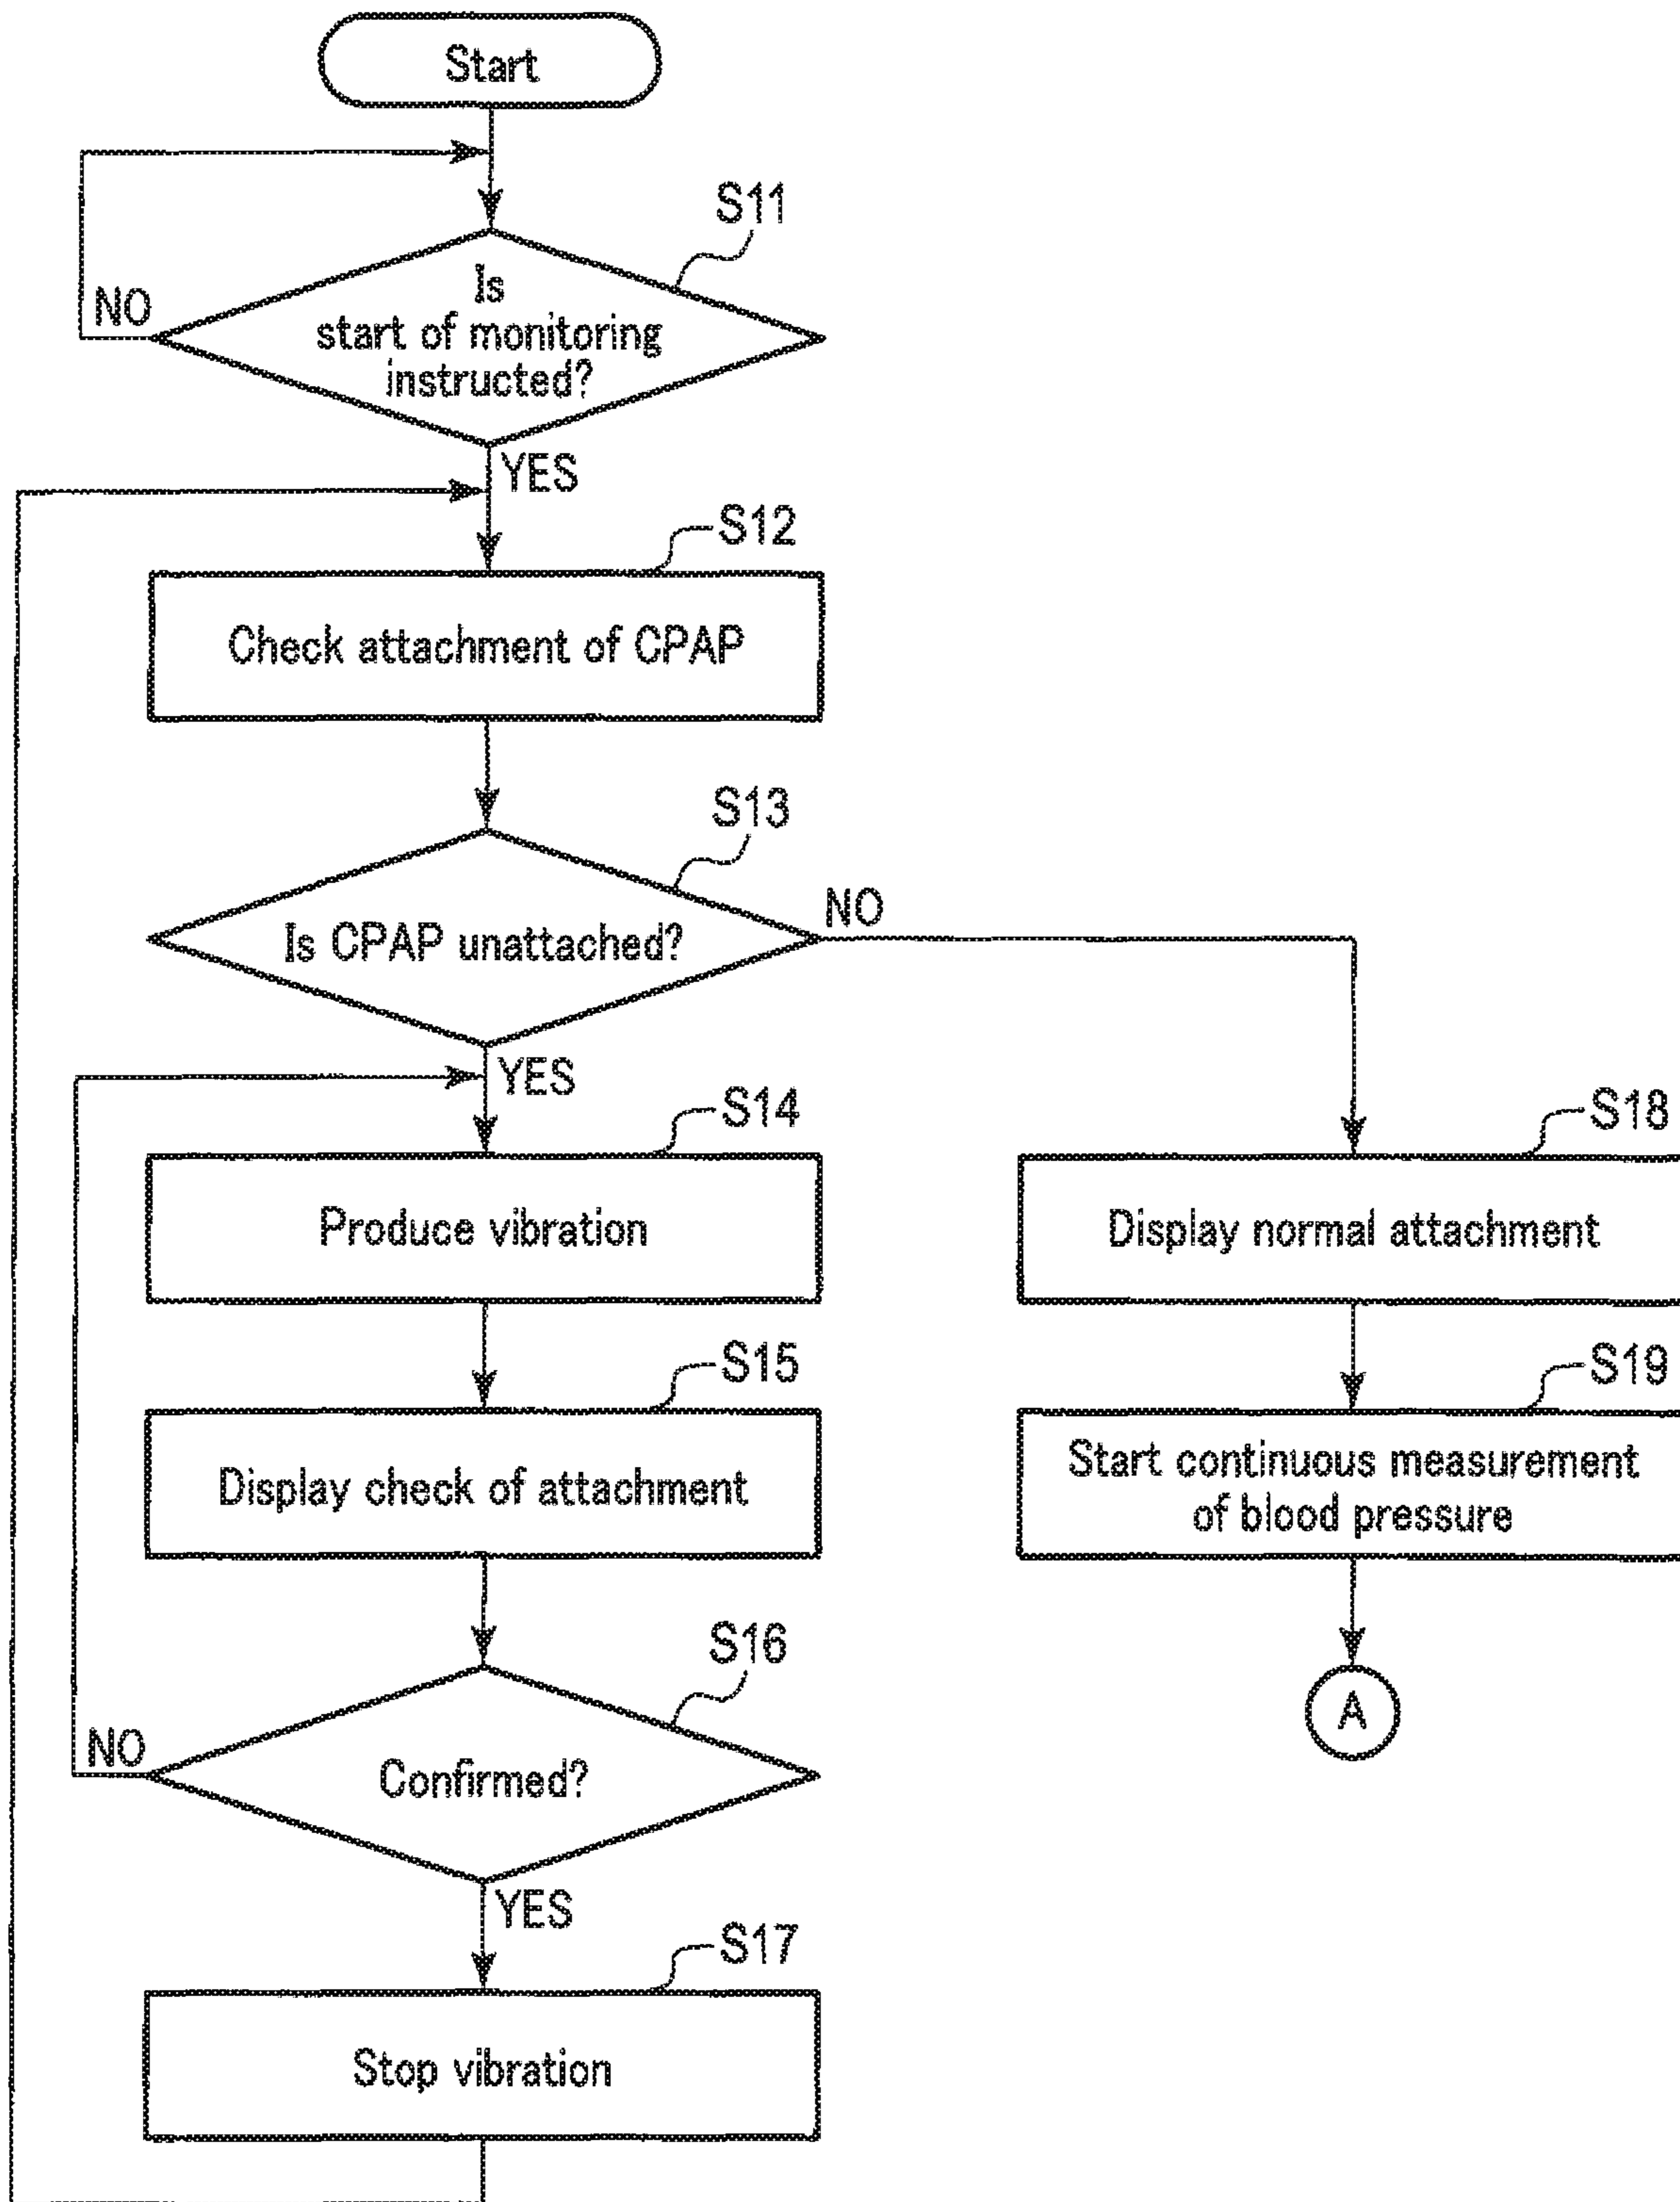 Start
S11
Is
start of monitoring
instructed?
NO
YES
S12
Check attachment of CPAP
S13
Is CPAP unattached?
NO
YES
S14
Produce vibration
S18
Display normal attachment
S15
Display check of attachment
S19
Start continuous measurement
of blood pressure
S16
Confirmed?
NO
A
YES
S17
Stop vibration